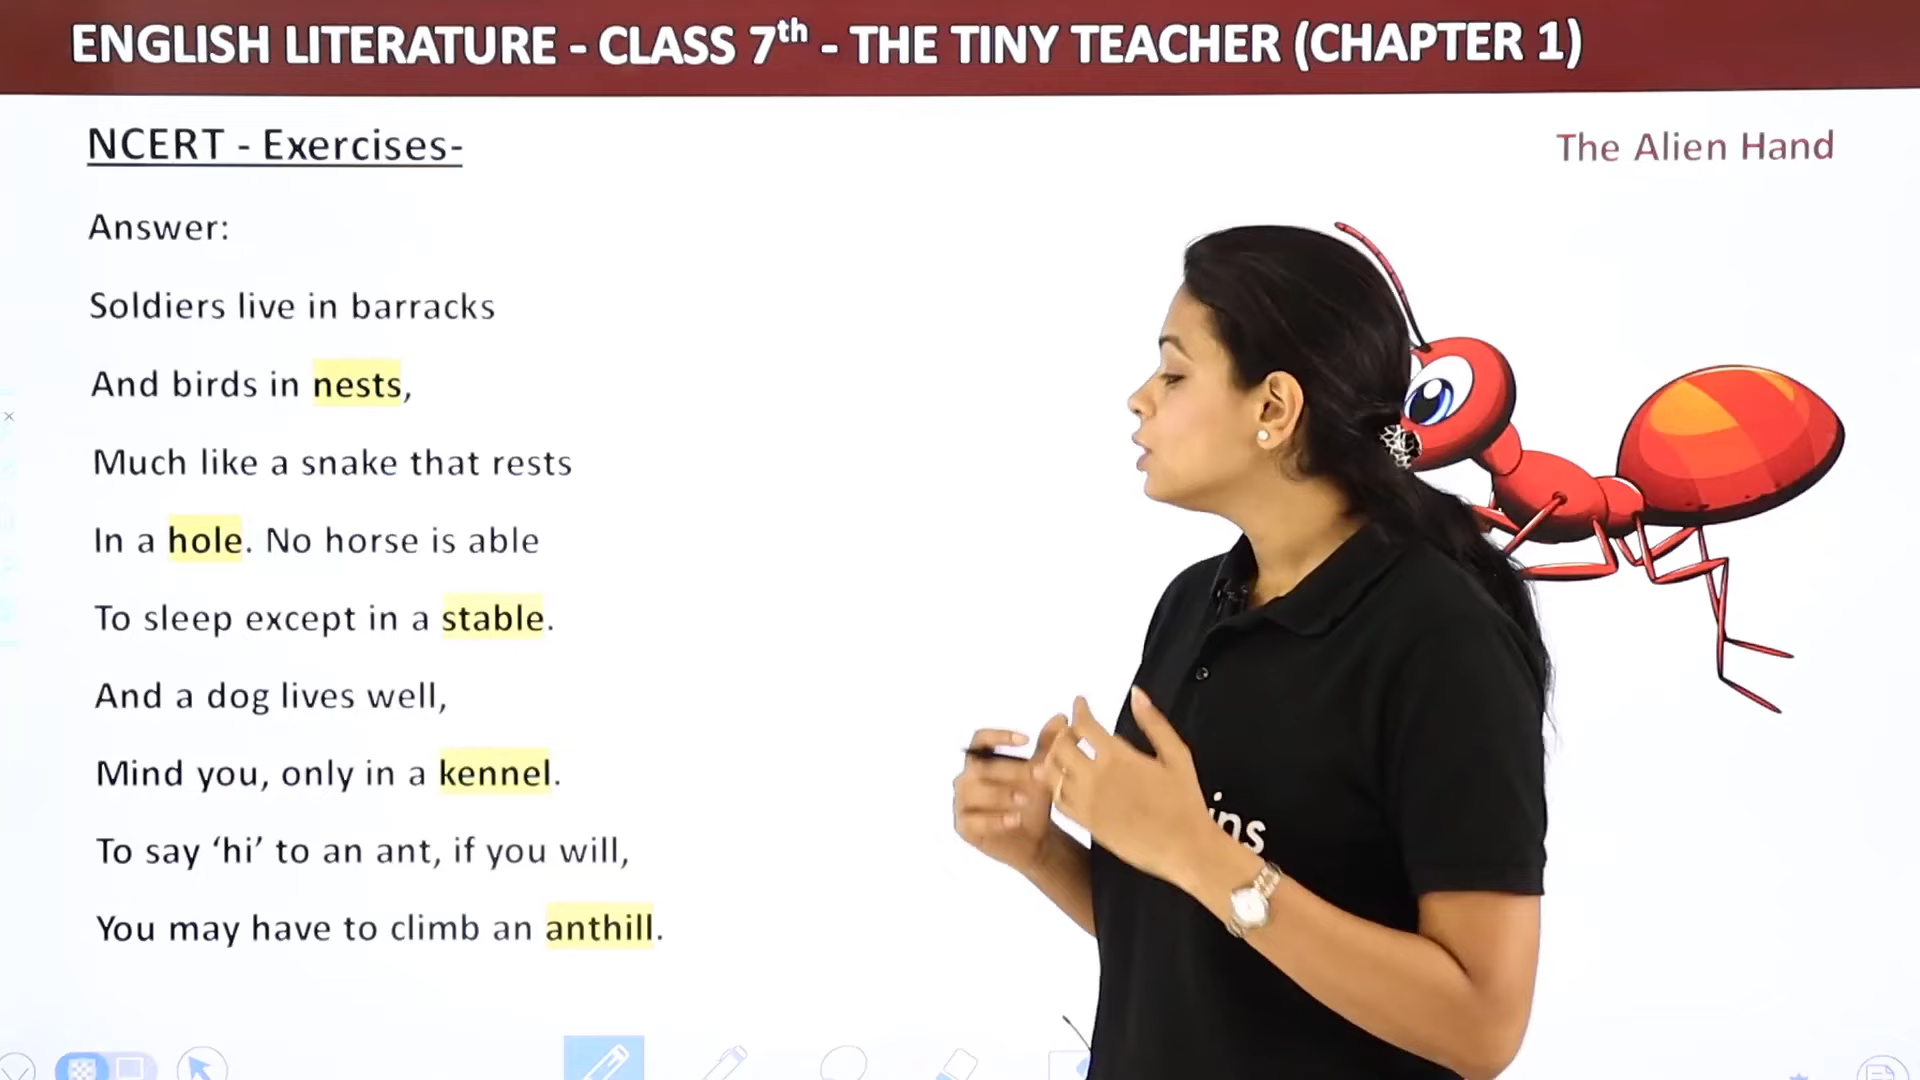 ENGLISH LITERATURE - CLASS 7th - THE TINY TEACHER (CHAPTER 1)
NCERT - Exercises-
The Alien Hand
Answer:
Soldiers live in barracks
And birds in nests,
Much like a snake that rests
In a hole. No horse is able
To sleep except in a stable.
And a dog lives well,
Mind you, only in a kennel.
To say ‘hi’ to an ant, if you will,
You may have to climb an anthill.